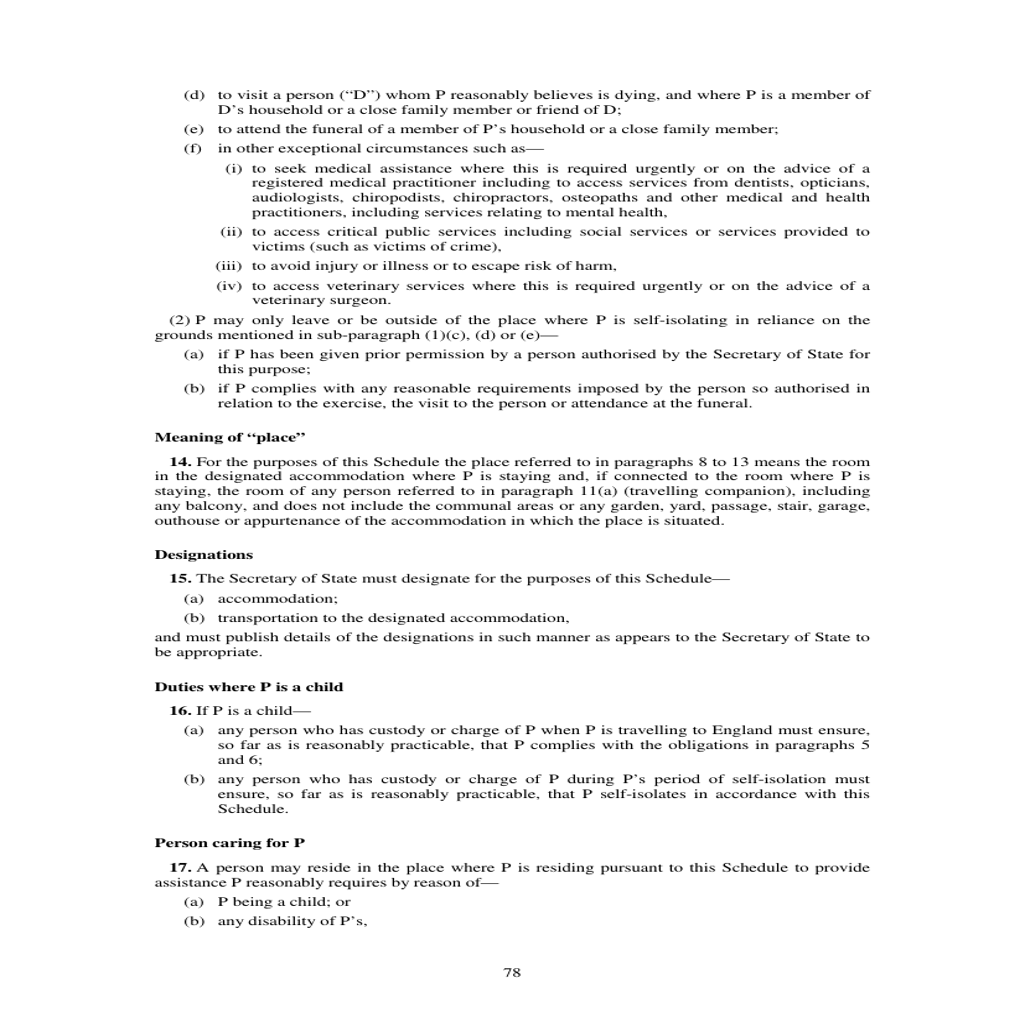 (d) to visit a person (“D”) whom P reasonably believes is dying, and where P is a member of
D’s household or a close family member or friend of D;
(e) to attend the funeral of a member of P’s household or a close family member;
(f) in other exceptional circumstances such as—
(i) to seek medical assistance where this is required urgently or on the advice of a
registered medical practitioner including to access services from dentists, opticians,
audiologists, chiropodists, chiropractors, osteopaths and other medical and health
practitioners, including services relating to mental health,
(ii) to access critical public services including social services or services provided to
victims (such as victims of crime),
(iii) to avoid injury or illness or to escape risk of harm,
(iv) to access veterinary services where this is required urgently or on the advice of a
veterinary surgeon.
(2) P may only leave or be outside of the place where P is self-isolating in reliance on the
grounds mentioned in sub-paragraph (1)(c), (d) or (e)—
(a) if P has been given prior permission by a person authorised by the Secretary of State for
this purpose;
(b) if P complies with any reasonable requirements imposed by the person so authorised in
relation to the exercise, the visit to the person or attendance at the funeral.
Meaning of “place”
14. For the purposes of this Schedule the place referred to in paragraphs 8 to 13 means the room
in the designated accommodation where P is staying and, if connected to the room where P is
staying, the room of any person referred to in paragraph 11(a) (travelling companion), including
any balcony, and does not include the communal areas or any garden, yard, passage, stair, garage,
outhouse or appurtenance of the accommodation in which the place is situated.
Designations
15. The Secretary of State must designate for the purposes of this Schedule—
(a) accommodation;
(b) transportation to the designated accommodation,
and must publish details of the designations in such manner as appears to the Secretary of State to
be appropriate.
Duties where P is a child
16. If P is a child—
(a) any person who has custody or charge of P when P is travelling to England must ensure,
so far as is reasonably practicable, that P complies with the obligations in paragraphs 5
and 6;
(b) any person who has custody or charge of P during P’s period of self-isolation must
ensure, so far as is reasonably practicable, that P self-isolates in accordance with this
Schedule.
Person caring for P
17. A person may reside in the place where P is residing pursuant to this Schedule to provide
assistance P reasonably requires by reason of—
(a) P being a child; or
(b) any disability of P’s,
78